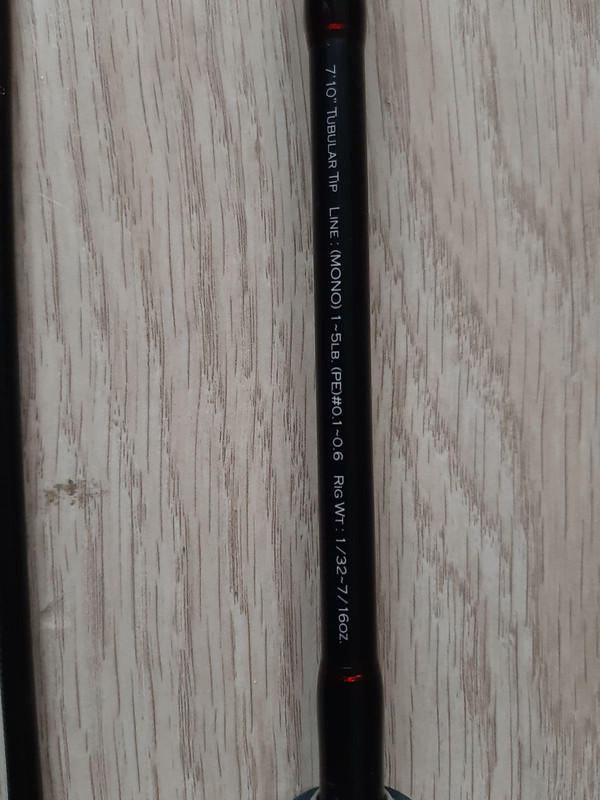 7'10" TUBULAR TIP LINE : (MONO) 1~5LB. (PE)#0.1~0.6 RIG WT : 1/32~7/16OZ.